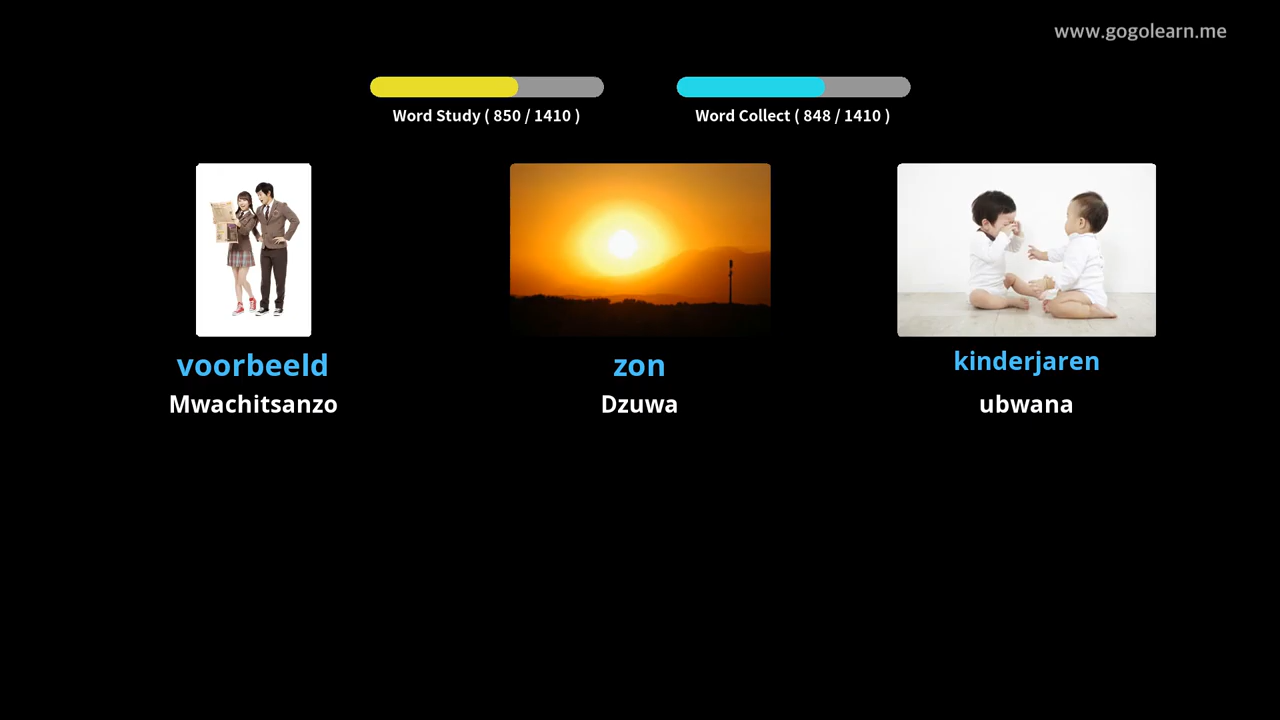 www.gogolearn.me
Word Study ( 850 / 1410 )
Word Collect ( 848 / 1410 )
voorbeeld
Mwachitsanzo
zon
Dzuwa
kinderjaren
ubwana